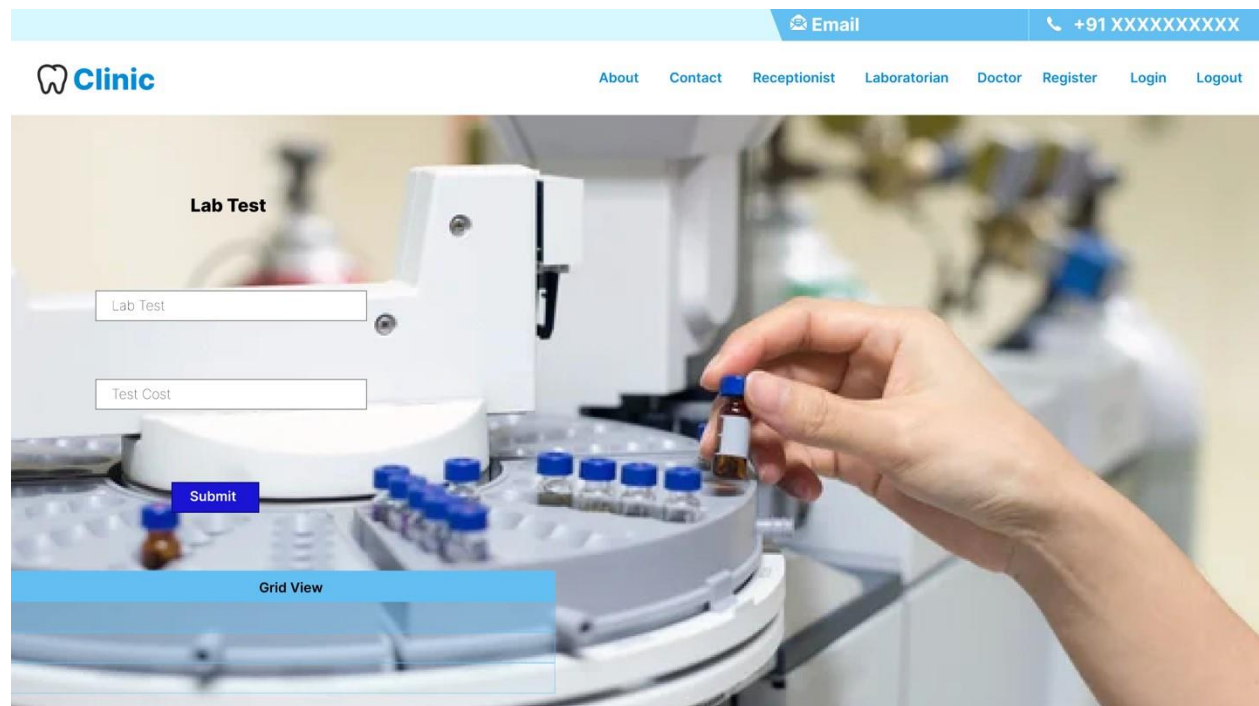 Email +91 XXXXXXXXXX
Clinic About Contact Receptionist Laboratorian Doctor Register Login Logout
Lab Test
Lab Test
Test Cost
Submit
Grid View